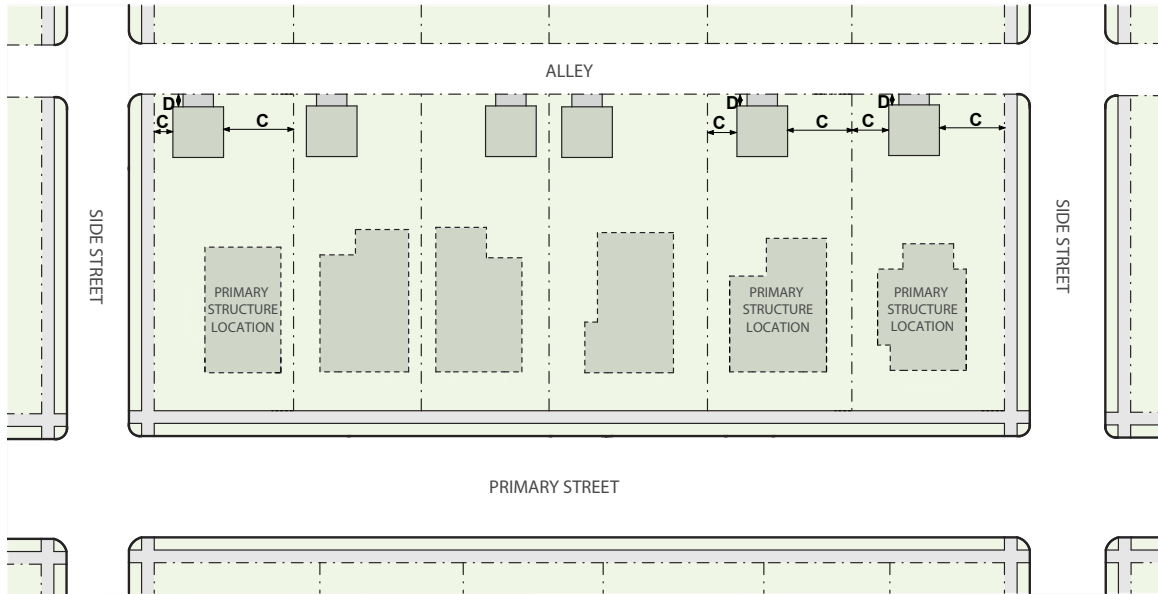 ALLEY
D
D
D
C
C
C
C
C
C
SIDE STREET
SIDE STREET
PRIMARY
STRUCTURE
LOCATION
PRIMARY
STRUCTURE
LOCATION
PRIMARY
STRUCTURE
LOCATION
PRIMARY STREET